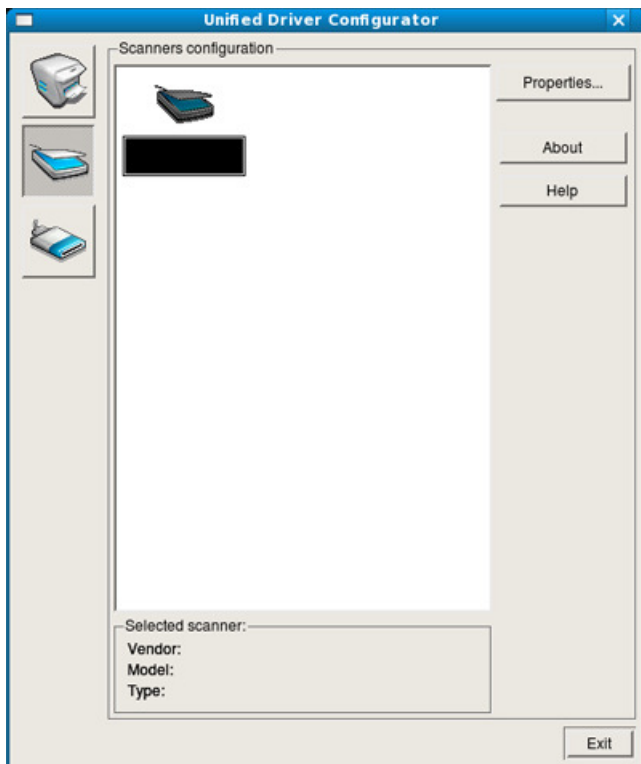 Unified Driver Configurator
Scanners configuration
Properties...
About
Help
Selected scanner:
Vendor:
Model:
Type:
Exit